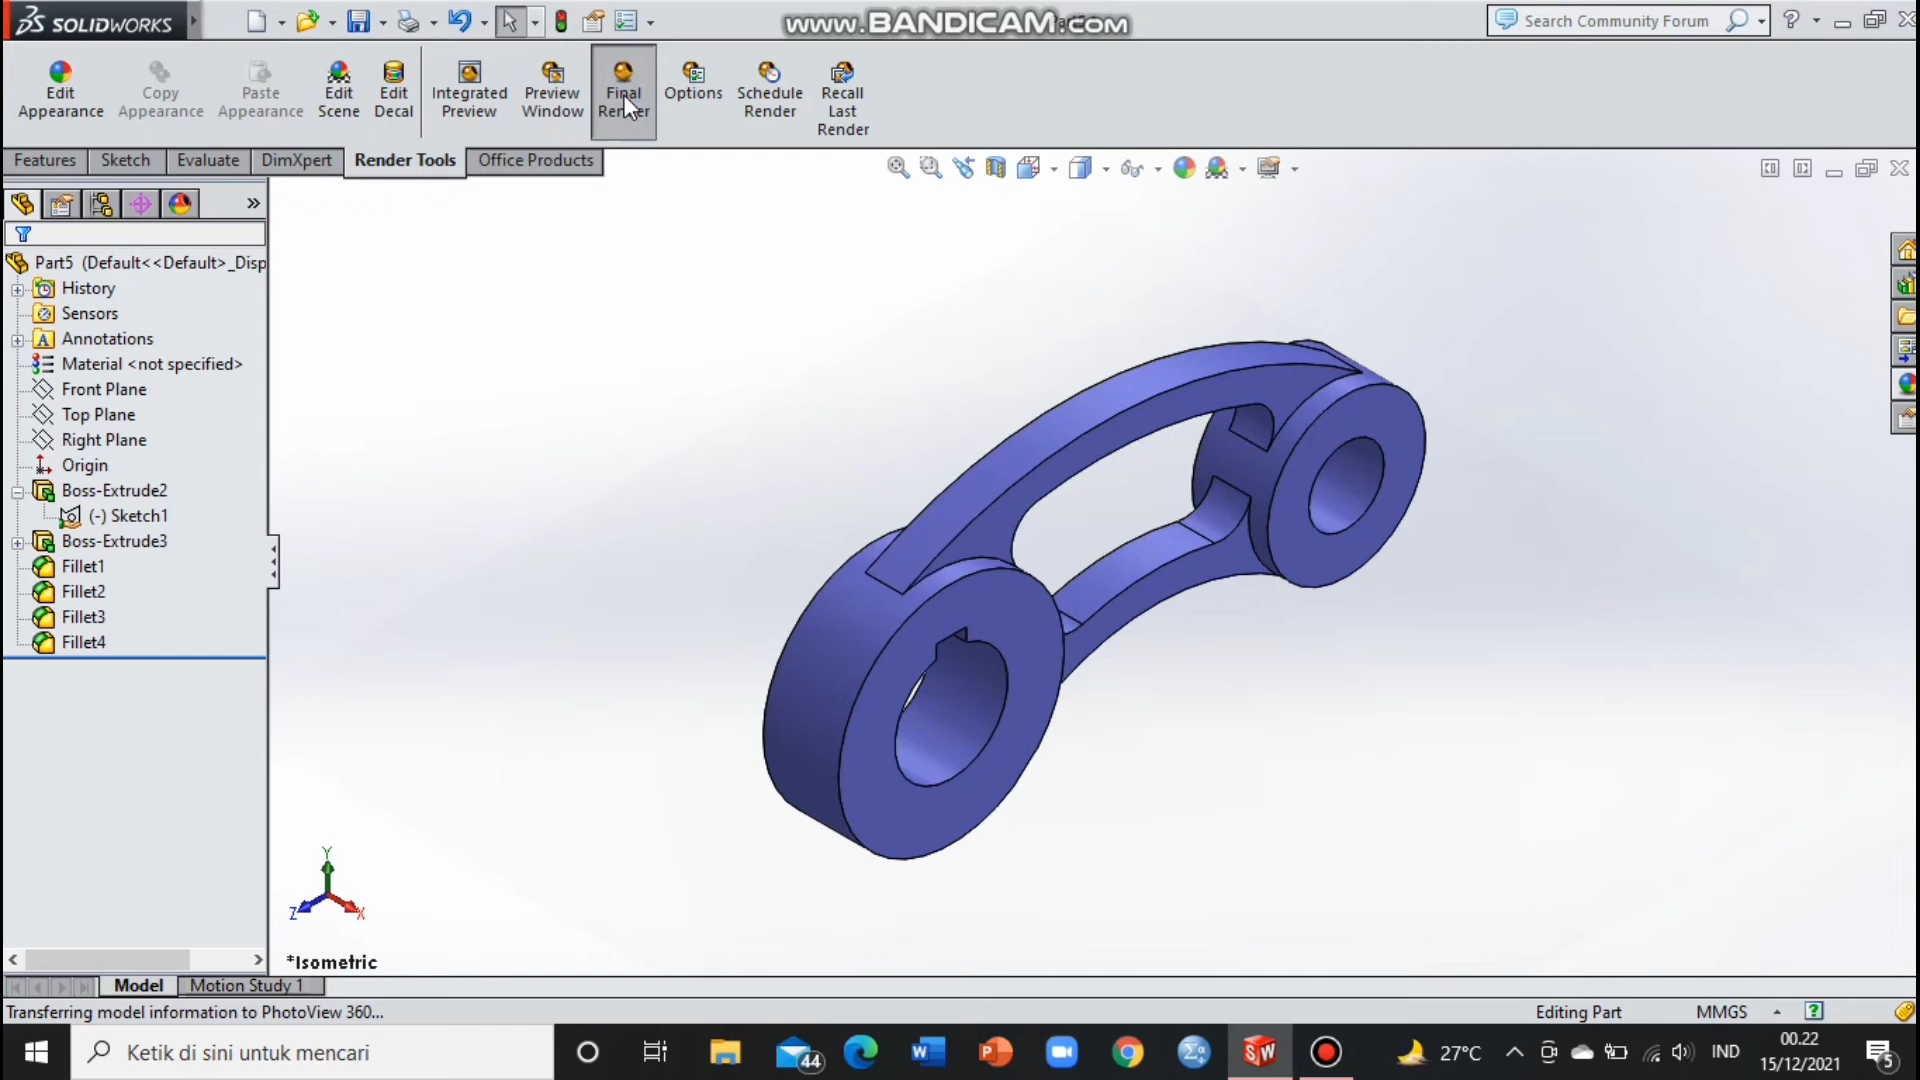 SOLIDWORKS
www.BANDICAM.com
Search Community Forum
Edit Appearance
Copy Appearance
Paste Appearance
Edit Scene
Edit Decal
Integrated Preview
Preview Window
Final Render
Options
Schedule Render
Recall Last Render
Features
Sketch
Evaluate
DimXpert
Render Tools
Office Products
Part5 (Default<<Default>_Disp
History
Sensors
Annotations
Material <not specified>
Front Plane
Top Plane
Right Plane
Origin
Boss-Extrude2
(-) Sketch1
Boss-Extrude3
Fillet1
Fillet2
Fillet3
Fillet4
Y
Z
X
*Isometric
Model
Motion Study 1
Transferring model information to PhotoView 360...
Editing Part
MMGS
Ketik di sini untuk mencari
44
27°C
IND
00.22
15/12/2021
5